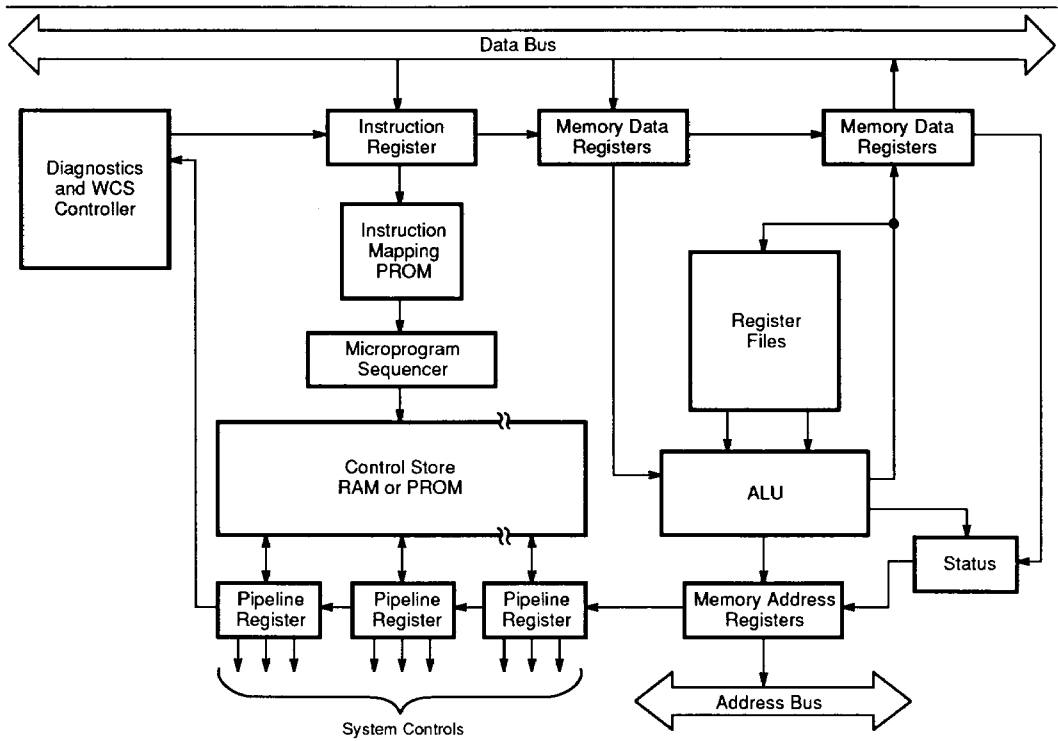 Data Bus
Diagnostics
and WCS
Controller
Instruction
Register
Memory Data
Registers
Memory Data
Registers
Instruction
Mapping
PROM
Register
Files
Microprogram
Sequencer
Control Store
RAM or PROM
ALU
Status
Pipeline
Register
Pipeline
Register
Pipeline
Register
Memory Address
Registers
Address Bus
System Controls